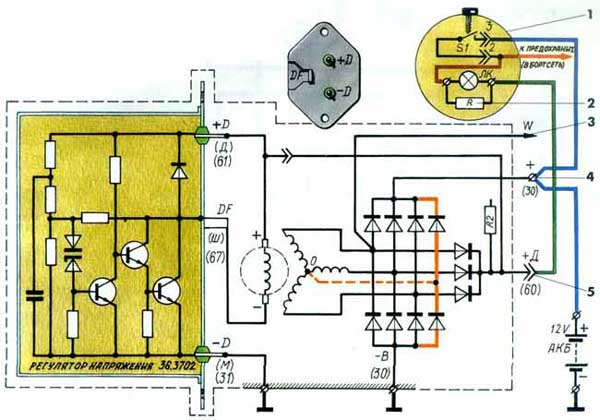 1
3
S1
2
К ПРЕДОХРАНИТ.
(В БОРТСЕТЬ)
ЛК
R
2
+D
DF
-D
W
3
+D
(Д)
(61)
+
(30)
4
DF
(Ш)
(67)
+
0
-
R2
+Д
(60)
5
-D
(М)
(31)
-В
(30)
12V
+
АКБ
-
РЕГУЛЯТОР НАПРЯЖЕНИЯ 36.3702